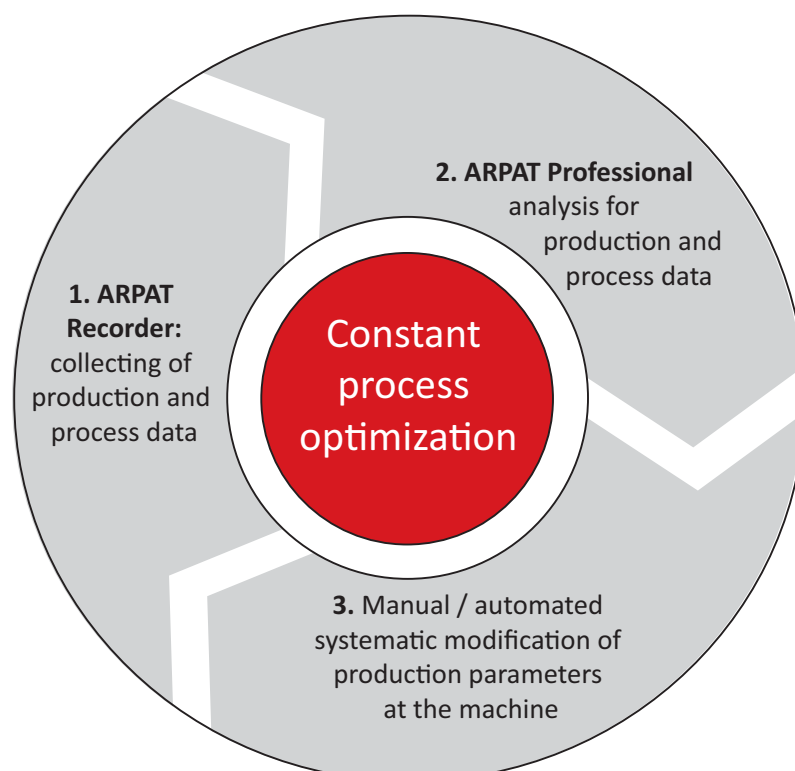 1. ARPAT
Recorder:
collecting of
production and
process data
2. ARPAT Professional
analysis for
production and
process data
3. Manual / automated
systematic modification of
production parameters
at the machine
Constant
process
optimization